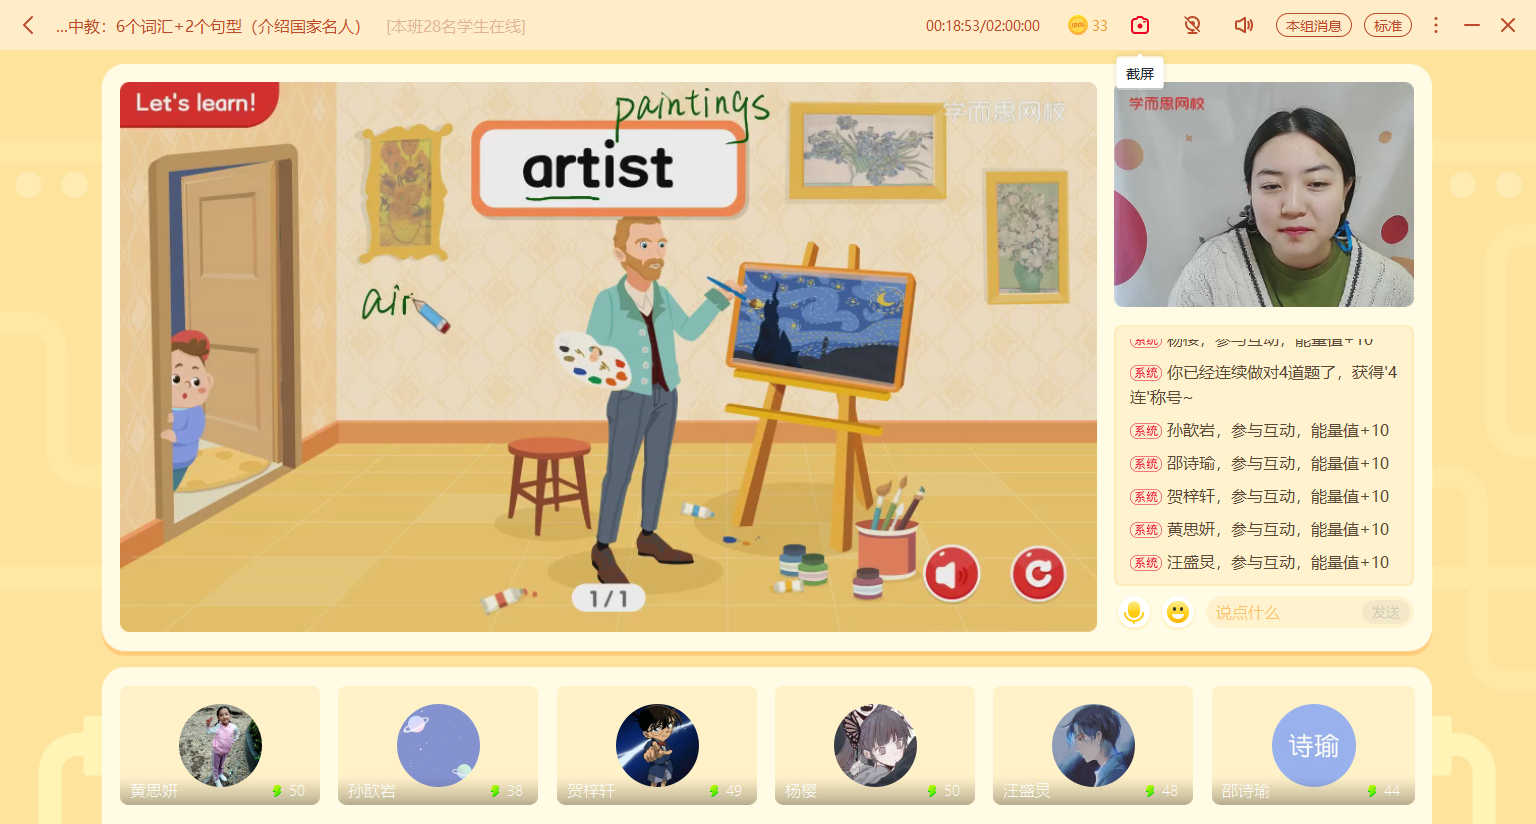 ...中教：6个词汇+2个句型（介绍国家名人）
[本班28名学生在线]
00:18:53/02:00:00
33
本组消息
标准
截屏
Let's learn!
paintings
学而思网校
artist
air
1/1
学而思网校
系统 杨樱，参与互动，能量值+10
系统 你已经连续做对4道题了，获得'4
连'称号~
系统 孙歆岩，参与互动，能量值+10
系统 邵诗瑜，参与互动，能量值+10
系统 贺梓轩，参与互动，能量值+10
系统 黄思妍，参与互动，能量值+10
系统 汪盛炅，参与互动，能量值+10
说点什么
发送
黄思妍 50
孙歆岩 38
贺梓轩 49
杨樱 50
汪盛炅 48
诗瑜
邵诗瑜 44